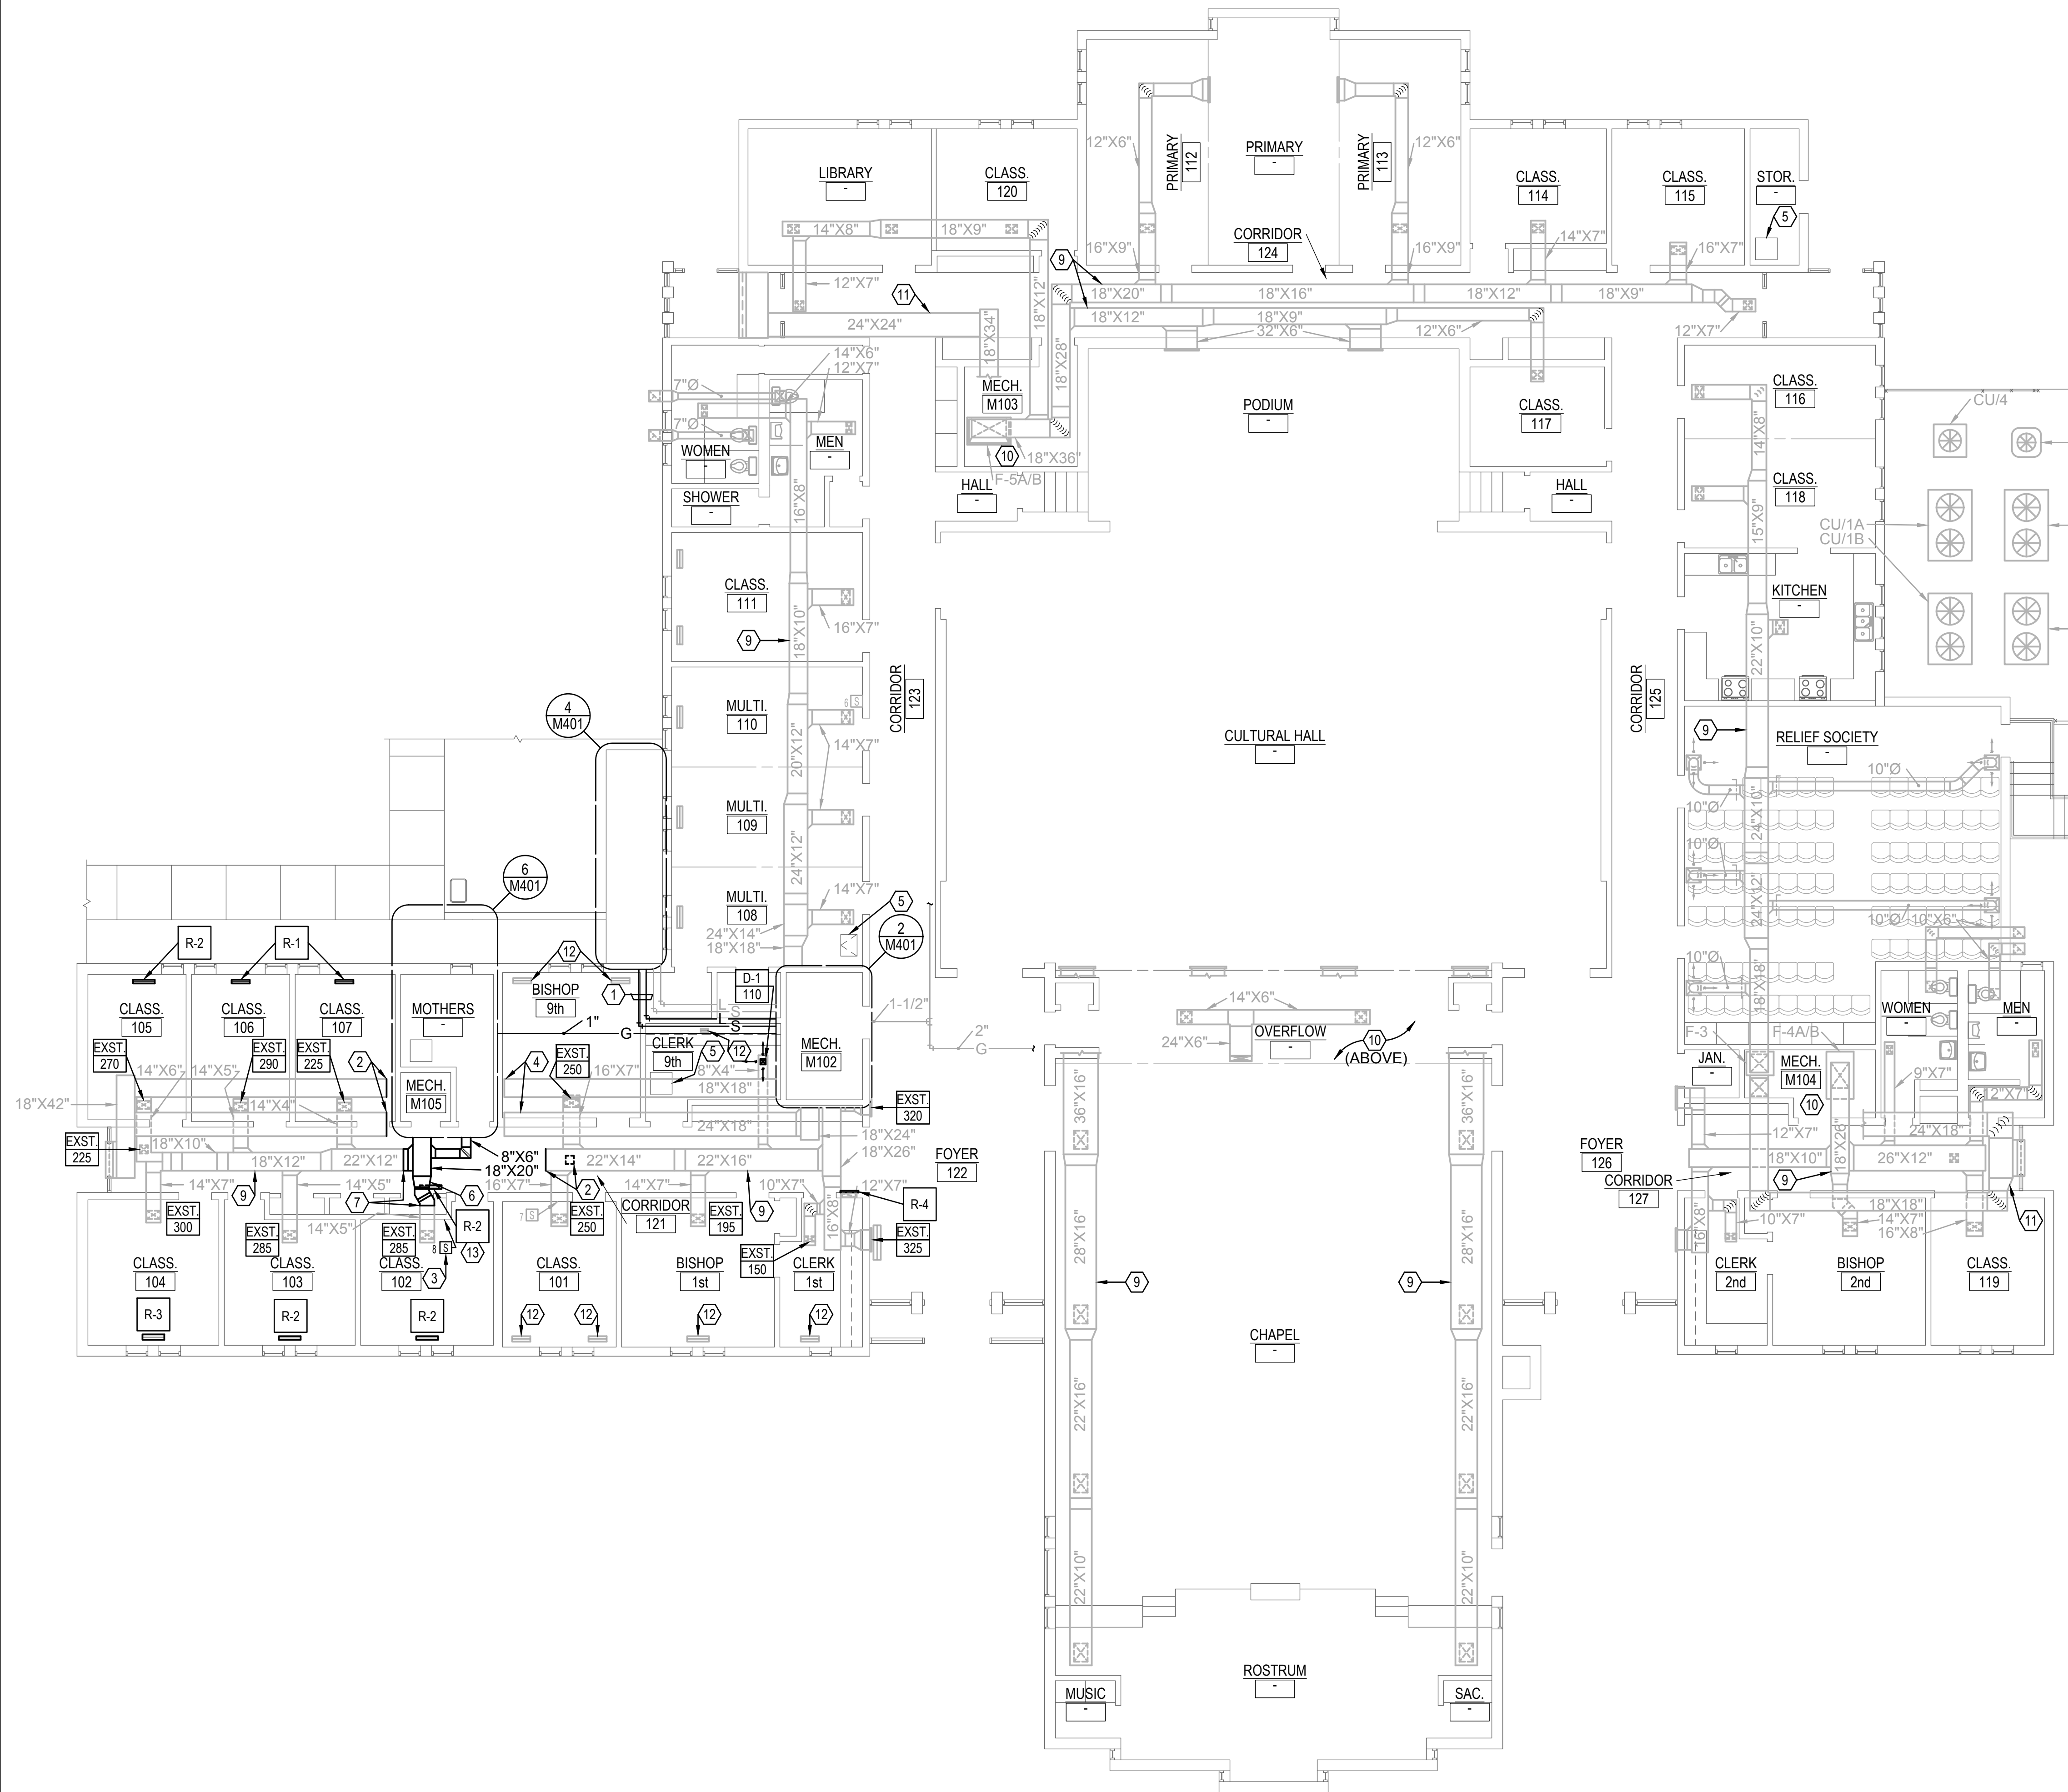 LIBRARY
-
CLASS.
120
PRIMARY
112
PRIMARY
-
PRIMARY
113
CLASS.
114
CLASS.
115
STOR.
-
5
12"X6"
12"X6"
14"X8"
18"X9"
16"X9"
16"X9"
CORRIDOR
124
14"X7"
16"X7"
9
12"X7"
11
18"X12"
18"X20"
18"X16"
18"X12"
18"X9"
24"X24"
18"X34"
18"X12"
18"X9"
32"X6"
12"X6"
12"X7"
18"X28"
14"X6"
12"X7"
7"Ø
7"Ø
MECH.
M103
PODIUM
-
CLASS.
117
CLASS.
116
CU/4
14"X8"
WOMEN
-
MEN
-
10
18"X36"
F-5A/B
SHOWER
-
HALL
-
HALL
-
CLASS.
118
16"X8"
15"X9"
CU/1A
CU/1B
CLASS.
111
KITCHEN
-
16"X7"
9
18"X10"
22"X10"
CORRIDOR
123
CORRIDOR
125
4
M401
MULTI.
110
6 S
14"X7"
20"X12"
CULTURAL HALL
-
9
RELIEF SOCIETY
-
10"Ø
10"Ø
24"X10"
MULTI.
109
24"X12"
10"Ø
24"X12"
6
M401
MULTI.
108
14"X7"
5
2
M401
24"X14"
18"X18"
10"Ø
10"X6"
R-2
R-1
12
D-1
110
10"Ø
18"X18"
CLASS.
105
CLASS.
106
CLASS.
107
MOTHERS
-
BISHOP
9th
1
L
S
L
S
1-1/2"
14"X6"
WOMEN
-
MEN
-
1"
G
CLERK
9th
5
12
MECH.
M102
2"
G
24"X6"
OVERFLOW
-
10
(ABOVE)
F-3
F-4A/B
JAN.
-
MECH.
M104
EXST.
270
EXST.
290
EXST.
225
2
4
EXST.
250
14"X6"
14"X5"
14"X4"
16"X7"
8"X4"
18"X18"
MECH.
M105
18"X42"
EXST.
320
36"X16"
36"X16"
9"X7"
12"X7"
10
EXST.
225
18"X10"
18"X12"
22"X12"
8"X6"
18"X20"
24"X18"
22"X14"
22"X16"
18"X24"
18"X26"
FOYER
122
FOYER
126
CORRIDOR
127
12"X7"
18"X10"
18"X26"
24"X18"
26"X12"
14"X7"
9
14"X5"
14"X5"
7
6
R-2
13
16"X7"
2
14"X7"
9
10"X7"
12"X7"
R-4
16"X8"
9
18"X18"
11
EXST.
300
EXST.
285
EXST.
285
8 S
3
7 S
EXST.
250
CORRIDOR
121
EXST.
195
EXST.
150
EXST.
325
16"X8"
10"X7"
14"X7"
16"X8"
CLASS.
104
CLASS.
103
CLASS.
102
CLASS.
101
BISHOP
1st
CLERK
1st
28"X16"
9
9
28"X16"
CLERK
2nd
BISHOP
2nd
CLASS.
119
R-3
R-2
R-2
12
12
12
12
CHAPEL
-
22"X16"
22"X16"
22"X10"
22"X10"
ROSTRUM
-
MUSIC
-
SAC.
-